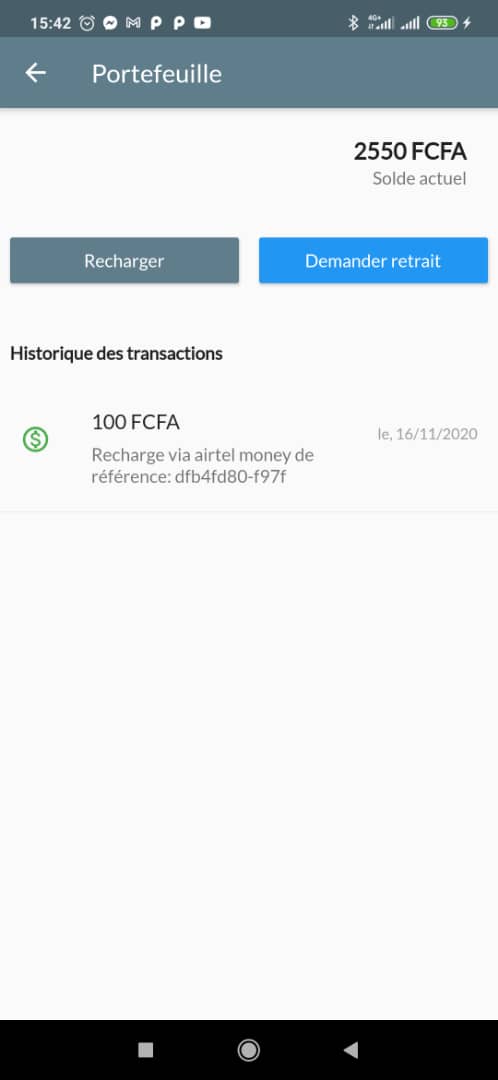 15:42
93
Portefeuille
2550 FCFA
Solde actuel
Recharger
Demander retrait
Historique des transactions
100 FCFA
le, 16/11/2020
Recharge via airtel money de
référence: dfb4fd80-f97f